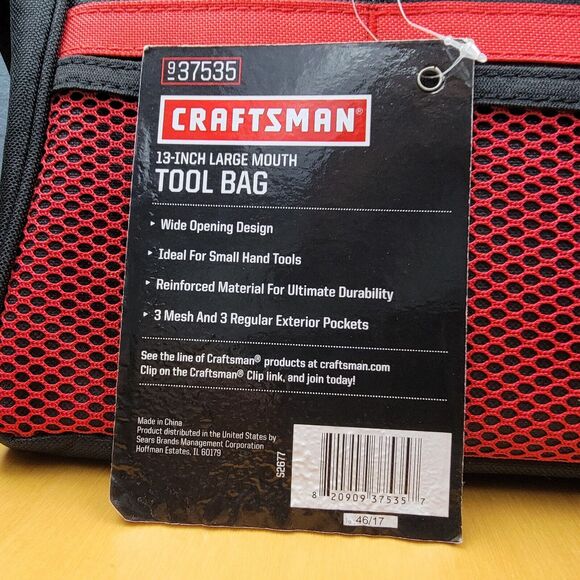 9 37535
CRAFTSMAN®
13-INCH LARGE MOUTH
TOOL BAG
• Wide Opening Design
• Ideal For Small Hand Tools
• Reinforced Material For Ultimate Durability
• 3 Mesh And 3 Regular Exterior Pockets
See the line of Craftsman® products at craftsman.com
Clip on the Craftsman® Clip link, and join today!
Made in China
Product distributed in the United States by
Sears Brands Management Corporation
Hoffman Estates, IL 60179
S2677
8 20909 37535 7
46/17